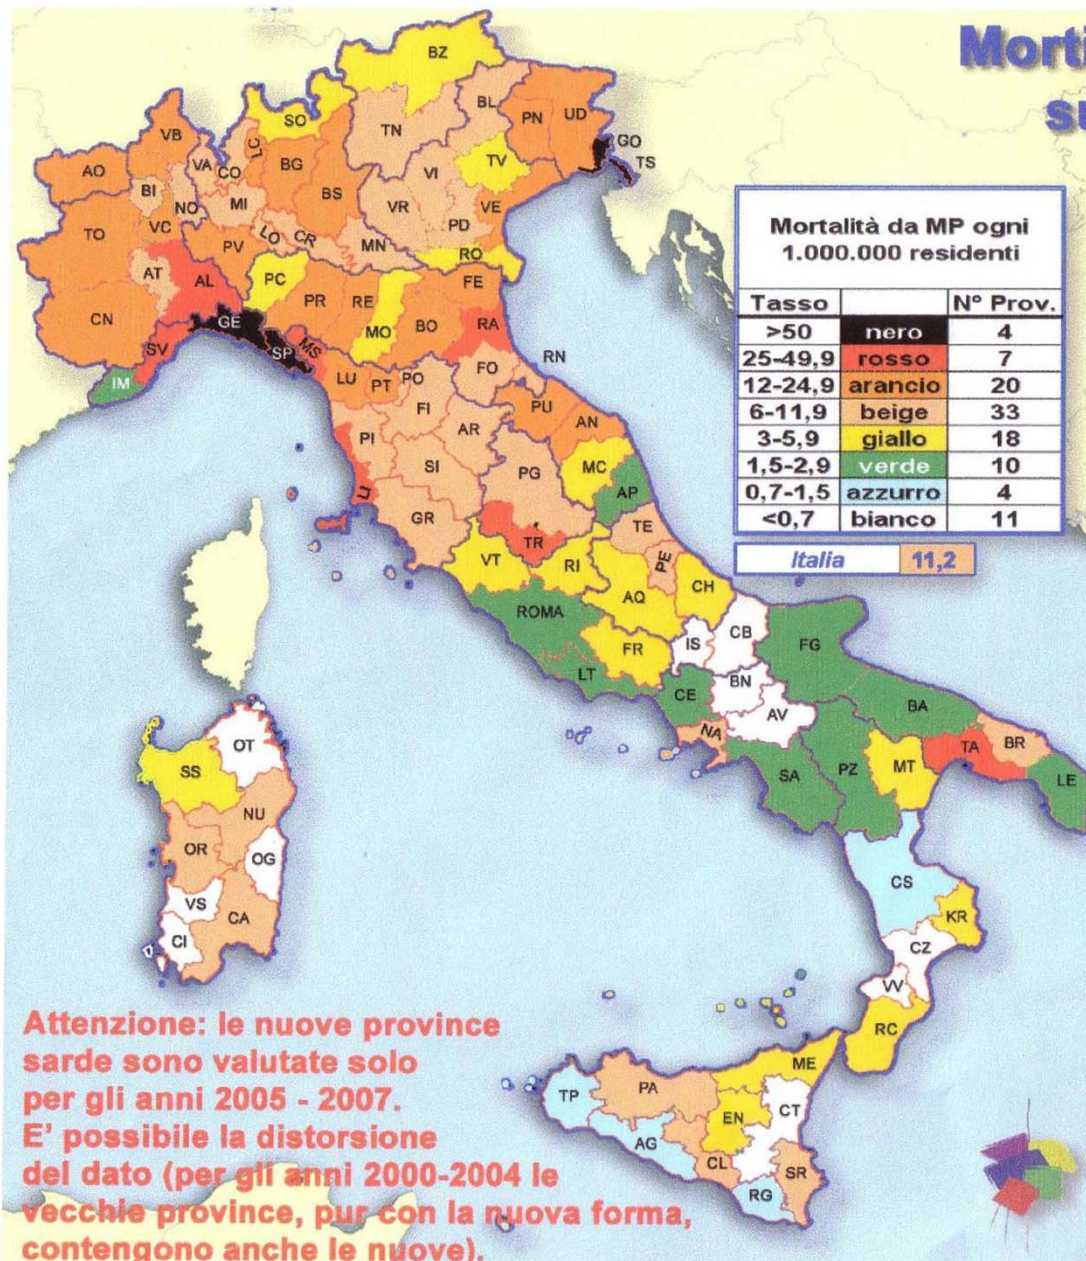 Morti
su
BZ
SO
BL
TN
PN
UD
VB
LC
GO
VA
CO
TS
AO
BG
TV
BI
BS
VI
NO
MI
VR
VE
TO
VC
PD
PV
LO
CR
MN
RO
AT
AL
PC
FE
PR
RE
CN
MO
BO
GE
RA
SV
SP
MS
FO
RN
IM
LU
PT
PO
FI
PU
AN
PI
AR
SI
MC
LI
PG
AP
GR
TE
TR
PE
VT
RI
CH
AQ
ROMA
FR
IS
CB
FG
LT
BN
CE
AV
BA
NA
OT
SS
SA
PZ
MT
TA
BR
LE
NU
OR
OG
CS
VS
CA
KR
CI
CZ
VV
RC
ME
TP
PA
CT
EN
AG
CL
SR
RG
Mortalità da MP ogni
1.000.000 residenti
Tasso Nº Prov.
>50 nero 4
25-49,9 rosso 7
12-24,9 arancio 20
6-11,9 beige 33
3-5,9 giallo 18
1,5-2,9 verde 10
0,7-1,5 azzurro 4
<0,7 bianco 11
Italia 11,2
Attenzione: le nuove province
sarde sono valutate solo
per gli anni 2005 - 2007.
E' possibile la distorsione
del dato (per gli anni 2000-2004 le
vecchie province, pur con la nuova forma,
contengono anche le nuove).